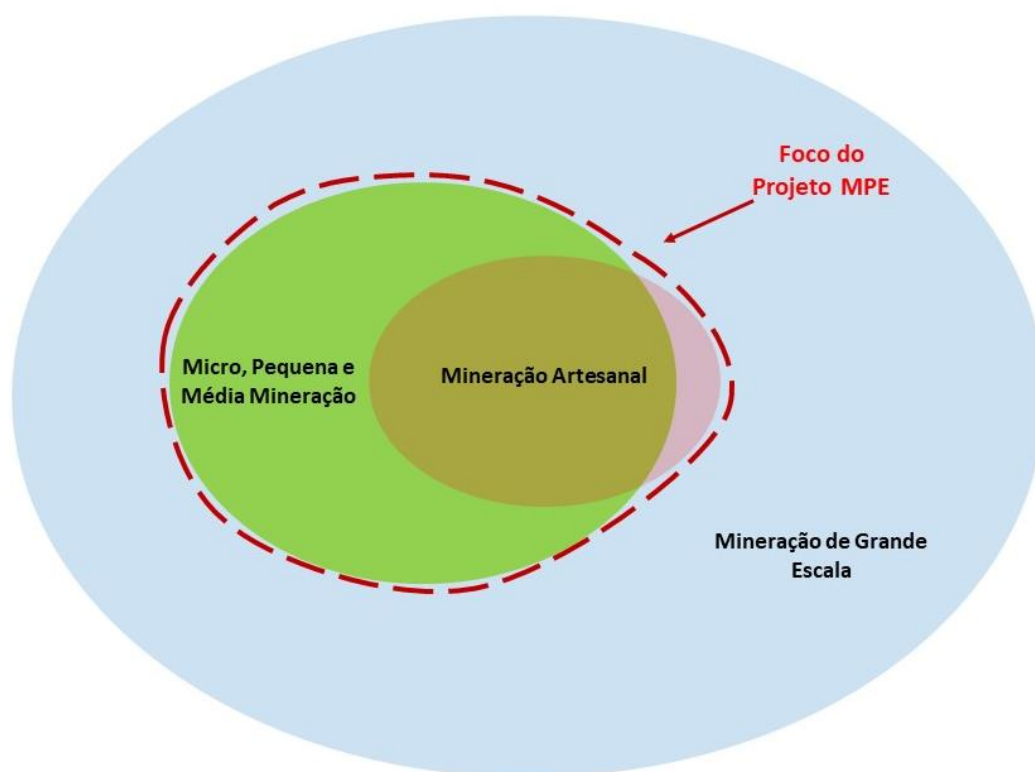 Foco do
Projeto MPE
Micro, Pequena e
Média Mineração
Mineração Artesanal
Mineração de Grande
Escala